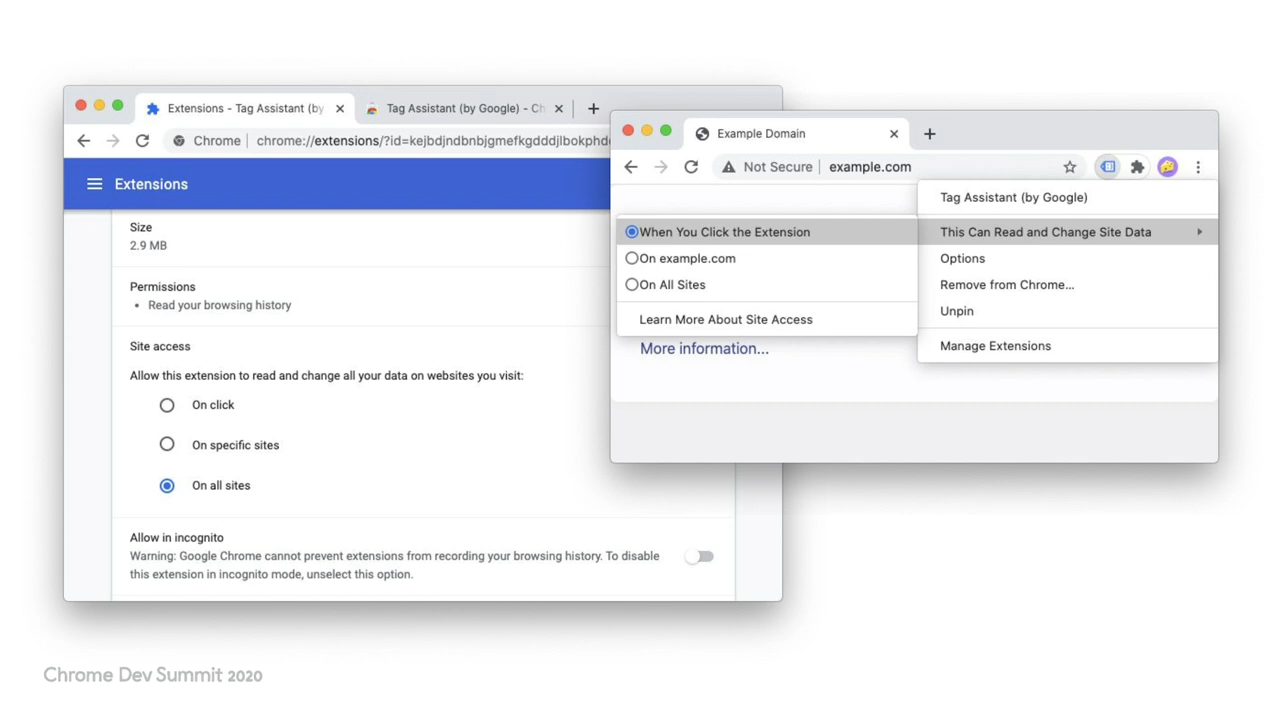 Extensions - Tag Assistant (by
Tag Assistant (by Google) - Ch
Chrome
chrome://extensions/?id=kejbdjndbnbjgmefkgdddjlbokphd
Extensions
Size
2.9 MB
Permissions
• Read your browsing history
Site access
Allow this extension to read and change all your data on websites you visit:
On click
On specific sites
On all sites
Allow in incognito
Warning: Google Chrome cannot prevent extensions from recording your browsing history. To disable
this extension in incognito mode, unselect this option.
Example Domain
Not Secure
example.com
Tag Assistant (by Google)
This Can Read and Change Site Data
Options
Remove from Chrome...
Unpin
Manage Extensions
When You Click the Extension
On example.com
On All Sites
Learn More About Site Access
More information...
Chrome Dev Summit 2020